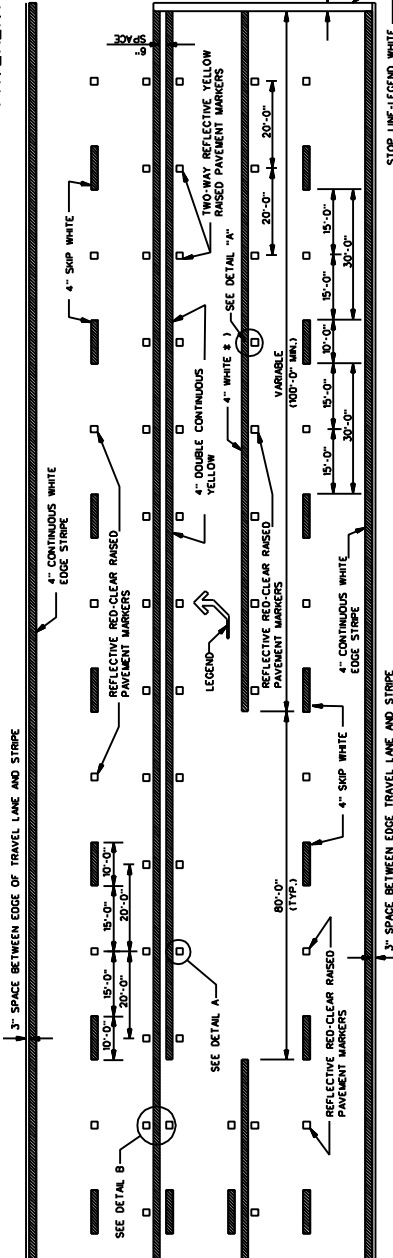 3" SPACE BETWEEN EDGE OF TRAVEL LANE AND STRIPE
4" CONTINUOUS WHITE
EDGE STRIPE
4" SKIP WHITE
6"
SPACE
REFLECTIVE RED-CLEAR RAISED
PAVEMENT MARKERS
TWO-WAY REFLECTIVE YELLOW
RAISED PAVEMENT MARKERS
10'-0"
15'-0"
15'-0"
10'-0"
20'-0"
20'-0"
4" DOUBLE CONTINUOUS
YELLOW
SEE DETAIL B
SEE DETAIL A
LEGEND
4" WHITE * )
SEE DETAIL "A"
20'-0"
20'-0"
REFLECTIVE RED-CLEAR RAISED
PAVEMENT MARKERS
VARIABLE
(100'-0" MIN.)
80'-0"
(TYP.)
15'-0"
15'-0"
10'-0"
15'-0"
15'-0"
30'-0"
30'-0"
REFLECTIVE RED-CLEAR RAISED
PAVEMENT MARKERS
4" SKIP WHITE
4" CONTINUOUS WHITE
EDGE STRIPE
3" SPACE BETWEEN EDGE TRAVEL LANE AND STRIPE
STOP LINE-LEGEND WHITE